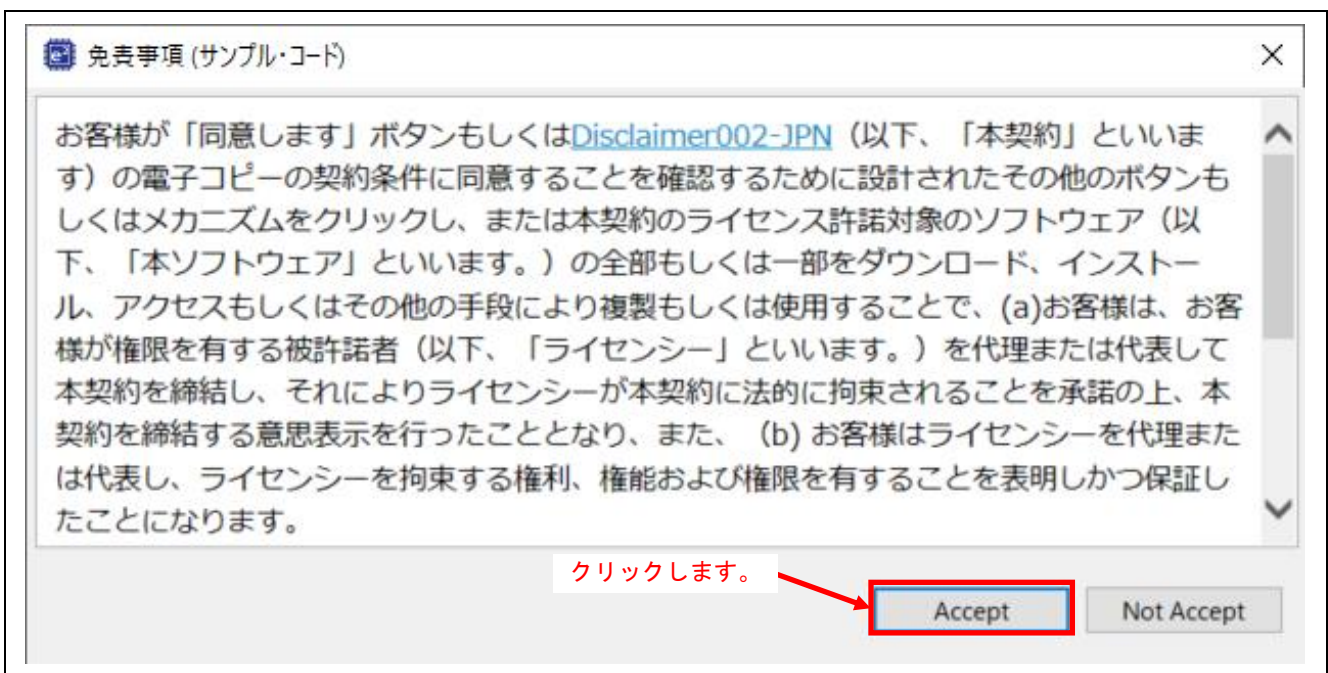 免責事項 (サンプル・コード)
お客様が「同意します」ボタンもしくはDisclaimer002-JPN（以下、「本契約」といいま
す）の電子コピーの契約条件に同意することを確認するために設計されたその他のボタンも
しくはメカニズムをクリックし、または本契約のライセンス許諾対象のソフトウェア（以
下、「本ソフトウェア」といいます。）の全部もしくは一部をダウンロード、インストー
ル、アクセスもしくはその他の手段により複製もしくは使用することで、(a)お客様は、お客
様が権限を有する被許諾者（以下、「ライセンシー」といいます。）を代理または代表して
本契約を締結し、それによりライセンシーが本契約に法的に拘束されることを承諾の上、本
契約を締結する意思表示を行ったこととなり、また、（b) お客様はライセンシーを代理また
は代表し、ライセンシーを拘束する権利、権能および権限を有することを表明しかつ保証し
たことになります。
クリックします。
Accept
Not Accept